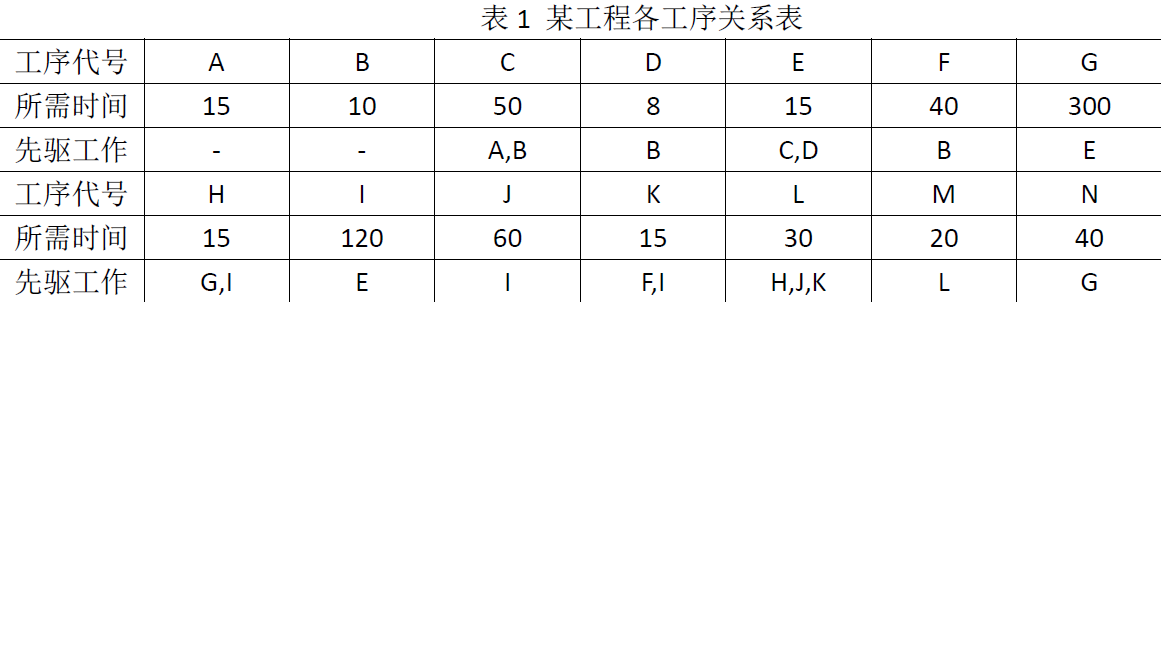 表 1 某工程各工序关系表
工序代号 A B C D E F G
所需时间 15 10 50 8 15 40 300
先驱工作 - - A,B B C,D B E
工序代号 H I J K L M N
所需时间 15 120 60 15 30 20 40
先驱工作 G,I E I F,I H,J,K L G